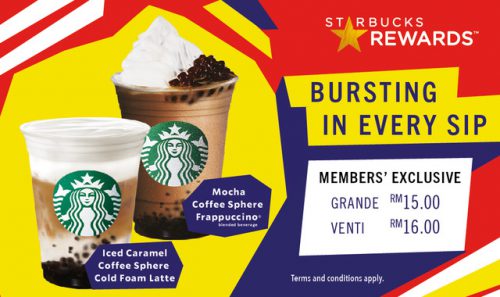 STARBUCKS
REWARDS™
BURSTING
IN EVERY SIP
MEMBERS' EXCLUSIVE
GRANDE RM15.00
VENTI RM16.00
Mocha
Coffee Sphere
Frappuccino®
blended beverage
Iced Caramel
Coffee Sphere
Cold Foam Latte
Terms and conditions apply.